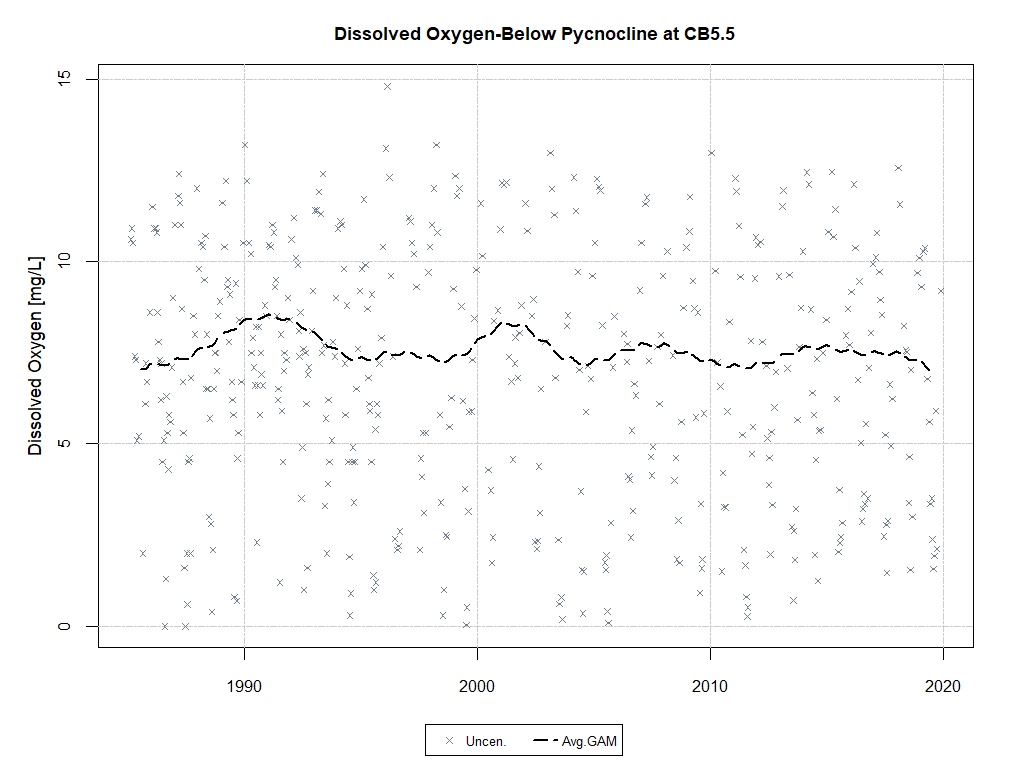 Dissolved Oxygen-Below Pycnocline at CB5.5
Dissolved Oxygen [mg/L]
15
10
5
0
1990 2000 2010 2020
Uncen. Avg.GAM